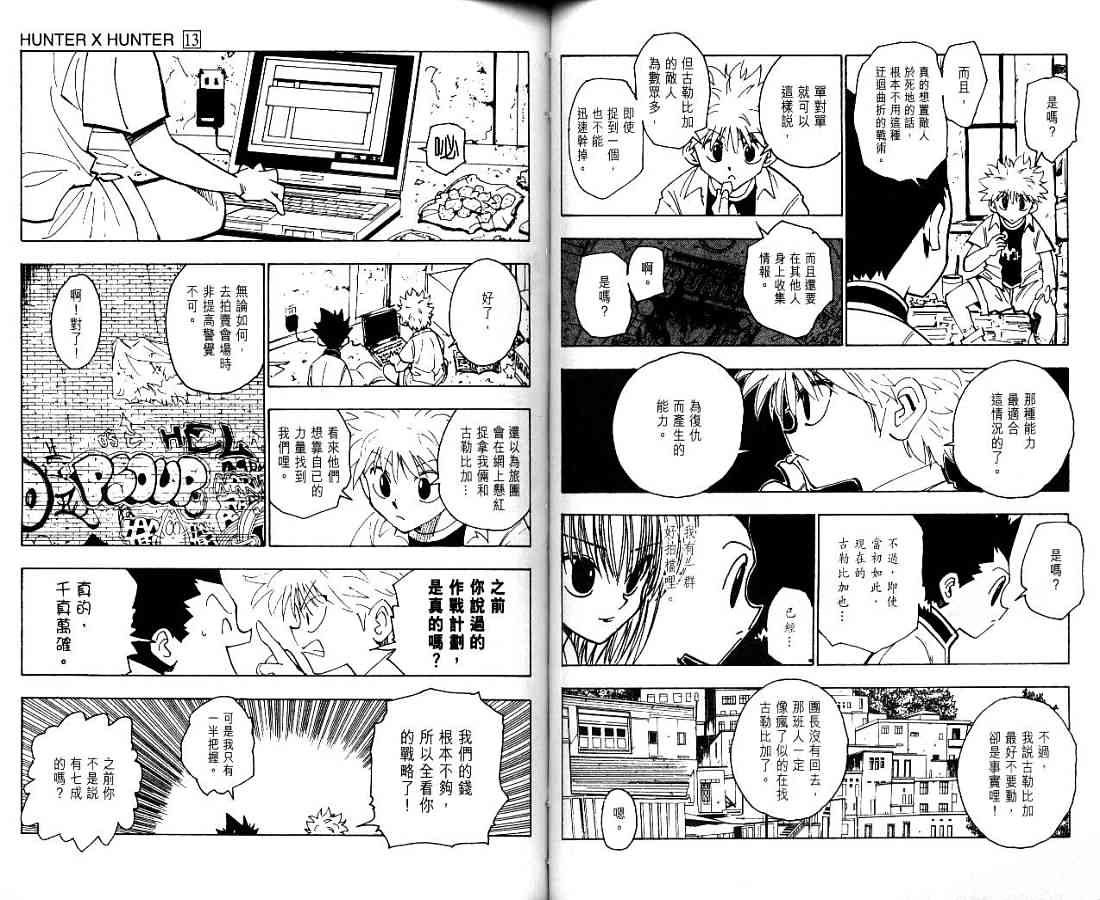 HUNTER X HUNTER 13
是嗎?
而且,
真的想置敵人
於死地的話,
根本不用這種
迂迴曲折的戰術。
單對單
就可以
這樣說,
但古勒比加
的敵人
為數眾多
即使
捉到一個,
也不能
迅速幹掉。
而且還要
在其他人
身上收集
情報。
啊。
是嗎?
那種能力
最適合
這情況的了。
為復仇
而產生的
能力。
是嗎?
不過,即使
當初如此,
現在的
古勒比加也…
已經…
我有一群
好拍檔哩。
不過,
我說古勒比加
最好不要動,
卻是事實哩!
團長沒有回去,
那班人一定
像瘋了似的在找
古勒比加了。
嗯。
好了,
無論如何,
去拍賣會場時
非提高警覺
不可。
啊!對了!
還以為旅團
會在網上懸紅
捉拿我倆和
古勒比加…
看來他們
想靠自己的
力量找到
我們哩。
之前
你說過的
作戰計劃,
是真的嗎?
真的,
千真萬確。
我們的錢
根本不夠,
所以全看你
的戰略了!
可是我只有
一半把握。
之前你
不是說
有七成
的嗎?